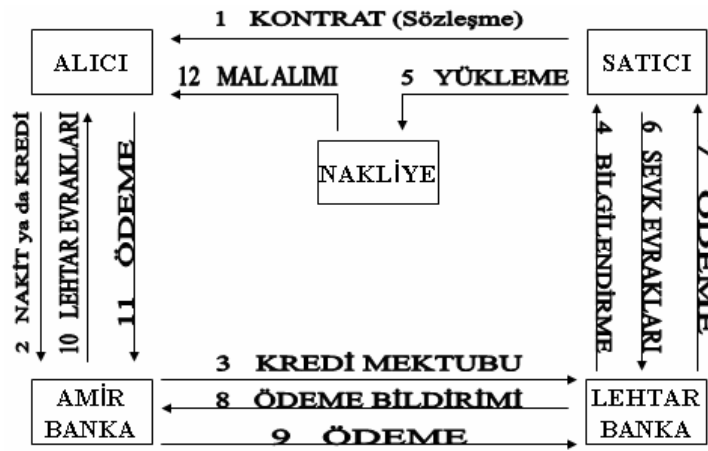 1 KONTRAT (Sözleşme)
ALICI
SATICI
12 MAL ALIMI
5 YÜKLEME
NAKLİYE
2 NAKİT ya da KREDİ
10 LEHTAR EVRAKLARI
11 ÖDEME
4 BİLGİLENDİRME
6 SEVK EVRAKLARI
7 ÖDEME
3 KREDİ MEKTUBU
8 ÖDEME BİLDİRİMİ
9 ÖDEME
AMİR
BANKA
LEHTAR
BANKA